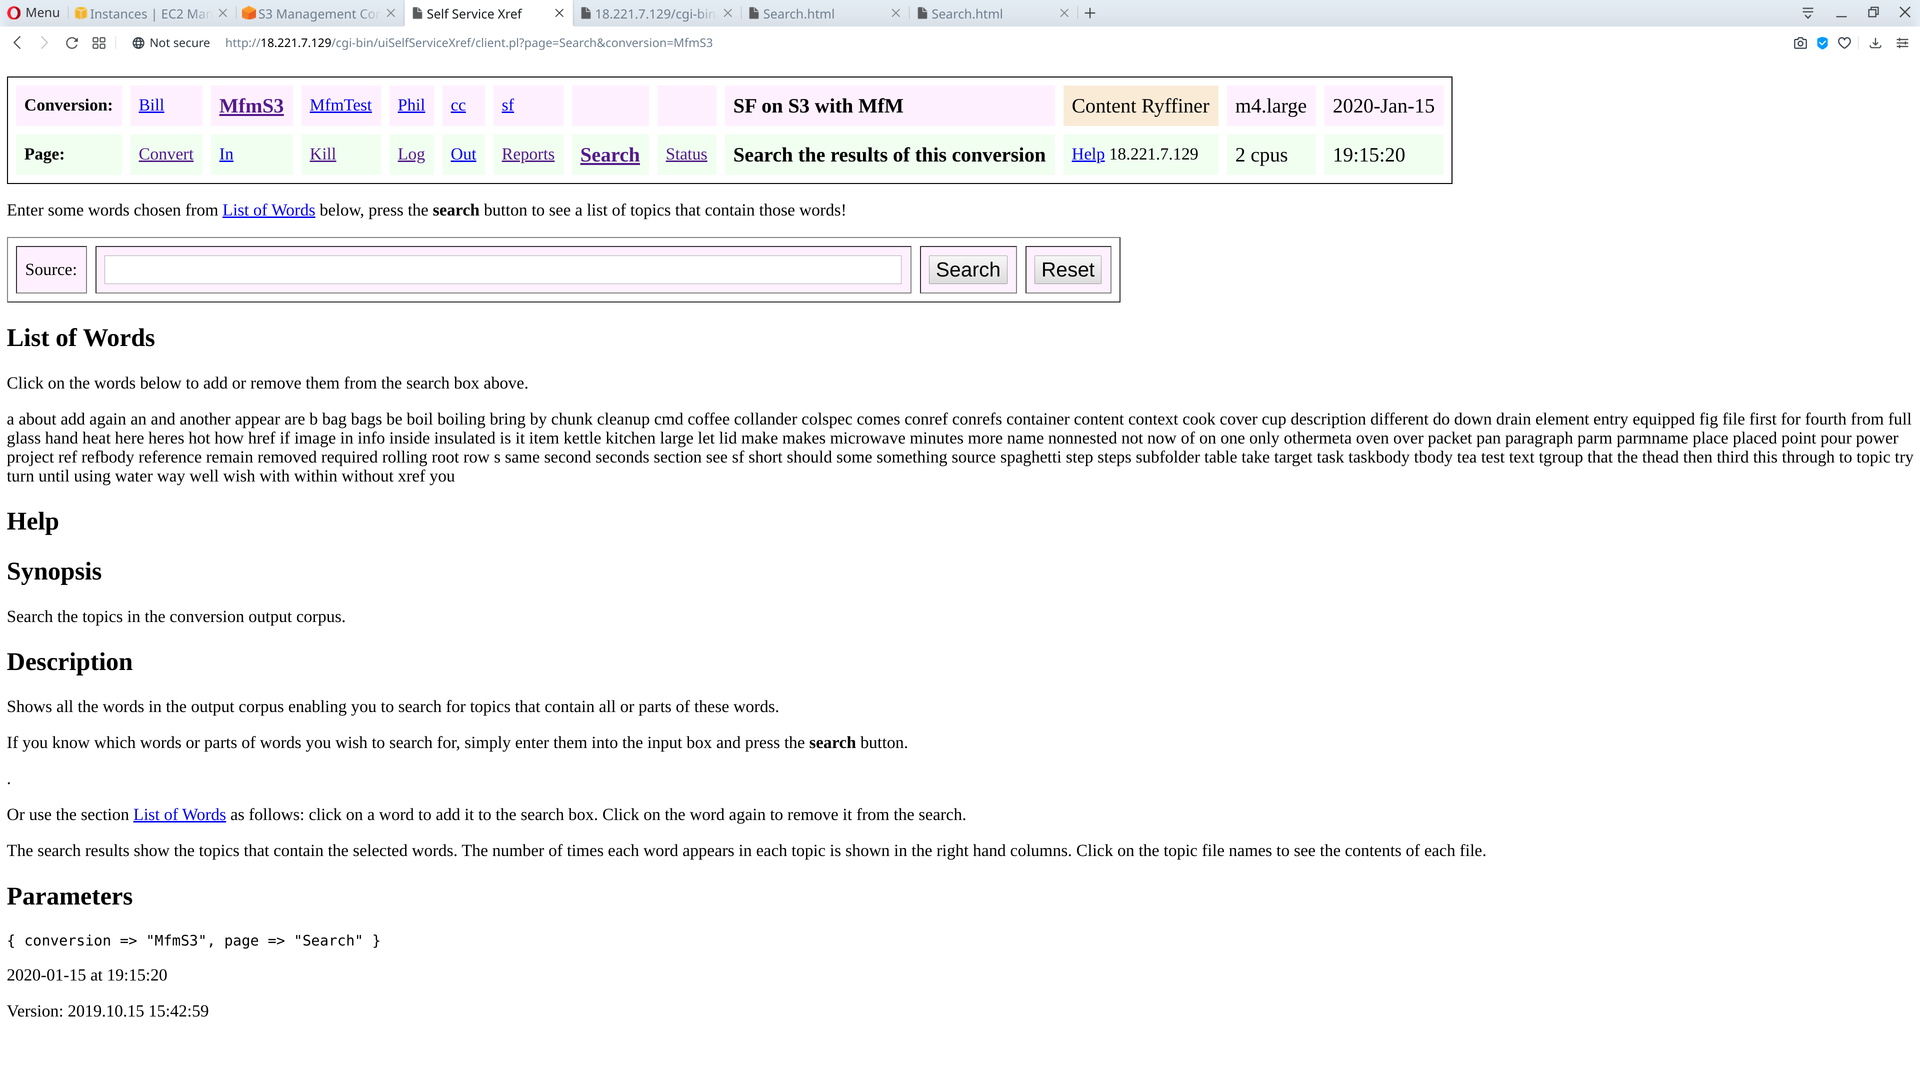 Menu
Instances | EC2 Mar
S3 Management Co
Self Service Xref
18.221.7.129/cgi-bin
Search.html
Search.html
Not secure http://18.221.7.129/cgi-bin/uiSelfServiceXref/client.pl?page=Search&conversion=MfmS3
Conversion: Bill MfmS3 MfmTest Phil cc sf SF on S3 with MfM Content Ryffiner m4.large 2020-Jan-15
Page: Convert In Kill Log Out Reports Search Status Search the results of this conversion Help 18.221.7.129 2 cpus 19:15:20
Enter some words chosen from List of Words below, press the search button to see a list of topics that contain those words!
Source: Search Reset
List of Words
Click on the words below to add or remove them from the search box above.
a about add again an and another appear are b bag bags be boil boiling bring by chunk cleanup cmd coffee collander colspec comes conref conrefs container content context cook cover cup description different do down drain element entry equipped fig file first for fourth from full
glass hand heat here heres hot how href if image in info inside insulated is it item kettle kitchen large let lid make makes microwave minutes more name nonnested not now of on one only othermeta oven over packet pan paragraph parm parmname place placed point pour power
project ref refbody reference remain removed required rolling root row s same second seconds section see sf short should some something source spaghetti step steps subfolder table take target task taskbody tbody tea test text tgroup that the thead then third this through to topic try
turn until using water way well wish with within without xref you
Help
Synopsis
Search the topics in the conversion output corpus.
Description
Shows all the words in the output corpus enabling you to search for topics that contain all or parts of these words.
If you know which words or parts of words you wish to search for, simply enter them into the input box and press the search button.
.
Or use the section List of Words as follows: click on a word to add it to the search box. Click on the word again to remove it from the search.
The search results show the topics that contain the selected words. The number of times each word appears in each topic is shown in the right hand columns. Click on the topic file names to see the contents of each file.
Parameters
{ conversion => "MfmS3", page => "Search" }
2020-01-15 at 19:15:20
Version: 2019.10.15 15:42:59